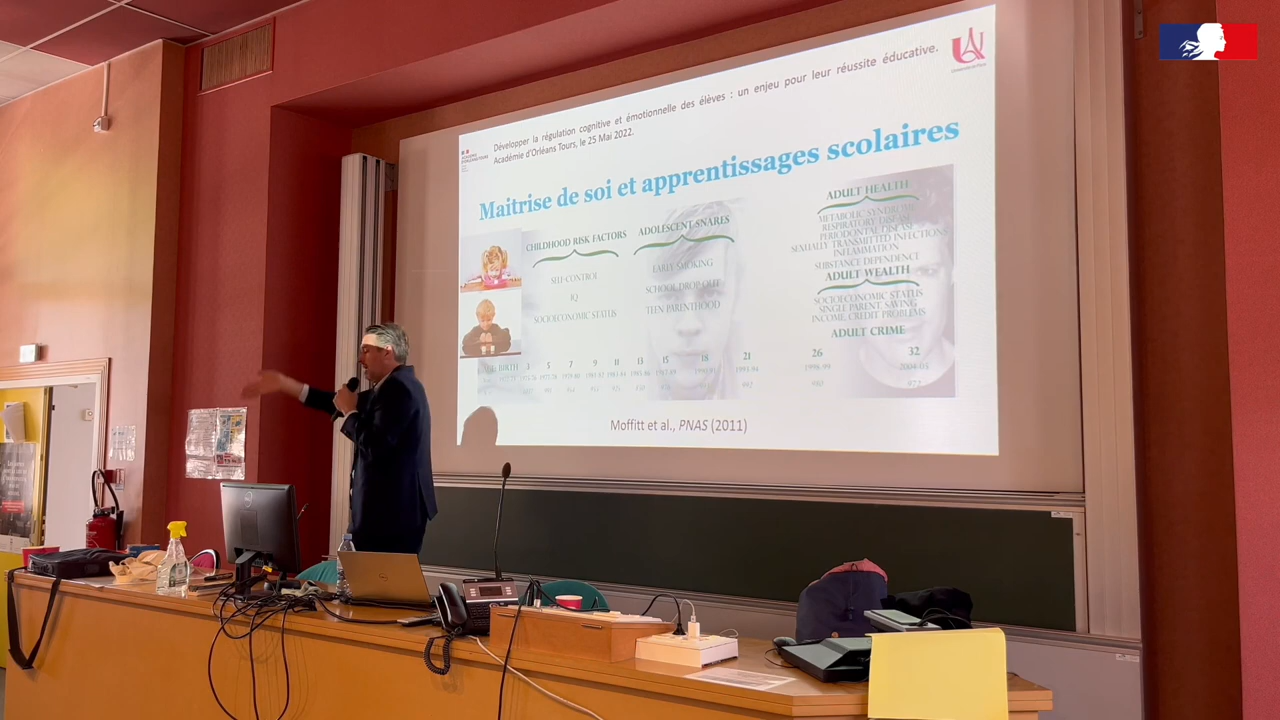 Développer la régulation cognitive et émotionnelle des élèves : un enjeu pour leur réussite éducative.
Académie d'Orléans Tours, le 25 Mai 2022.
Maitrise de soi et apprentissages scolaires
CHILDHOOD RISK FACTORS
SELF-CONTROL
IQ
SOCIOECONOMIC STATUS
ADOLESCENT SNARES
EARLY SMOKING
SCHOOL DROP OUT
TEEN PARENTHOOD
ADULT HEALTH
METABOLIC SYNDROME
RESPIRATORY DISEASE
PERIODONTAL DISEASE
SEXUALLY TRANSMITTED INFECTIONS
INFLAMMATION
SUBSTANCE DEPENDENCE
ADULT WEALTH
SOCIOECONOMIC STATUS
SINGLE PARENT, SAVING
INCOME, CREDIT PROBLEMS
ADULT CRIME
BIRTH 3 5 7 9 11 13 15 18 21 26 32
Moffitt et al., PNAS (2011)